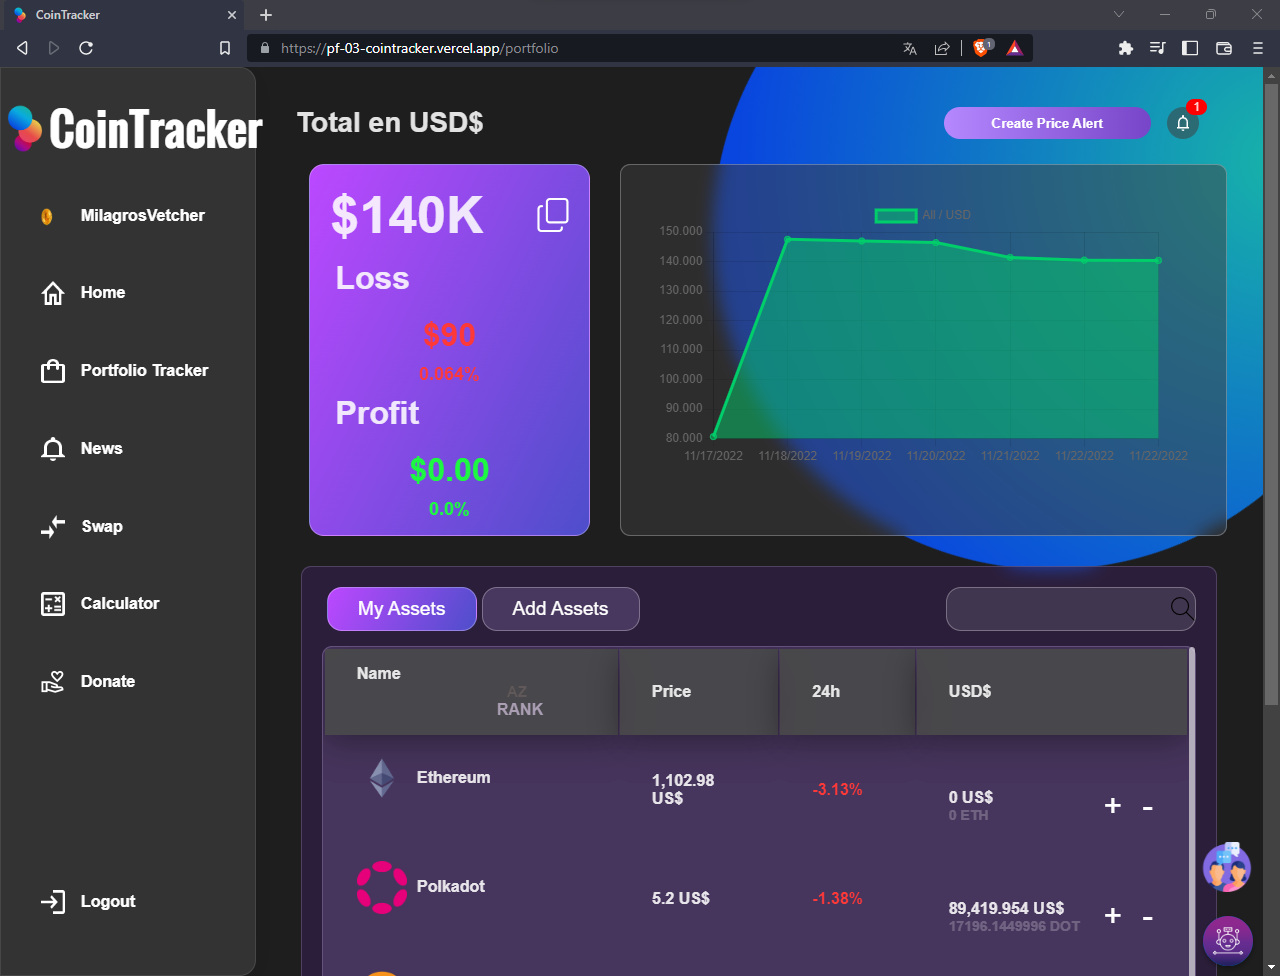 CoinTracker
https://pf-03-cointracker.vercel.app/portfolio
1
CoinTracker
MilagrosVetcher
Home
Portfolio Tracker
News
Swap
Calculator
Donate
Logout
Total en USD$
Create Price Alert
1
$140K
Loss
$90
0.064%
Profit
$0.00
0.0%
All / USD
150.000
140.000
130.000
120.000
110.000
100.000
90.000
80.000
11/17/2022 11/18/2022 11/19/2022 11/20/2022 11/21/2022 11/22/2022 11/22/2022
My Assets
Add Assets
Name
AZ
RANK
Price
24h
USD$
Ethereum
1,102.98
US$
-3.13%
0 US$
0 ETH
+ -
Polkadot
5.2 US$
-1.38%
89,419.954 US$
17196.1449996 DOT
+ -